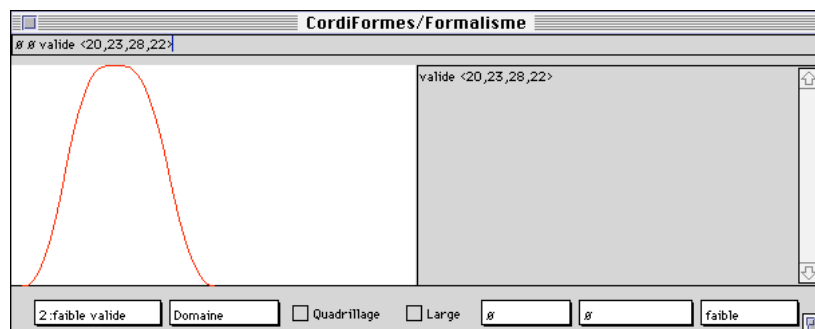 CordiFormes/Formalisme
ø ø valide <20,23,28,22>
valide <20,23,28,22>
2:faible valide
Domaine
Quadrillage
Large
ø
ø
faible